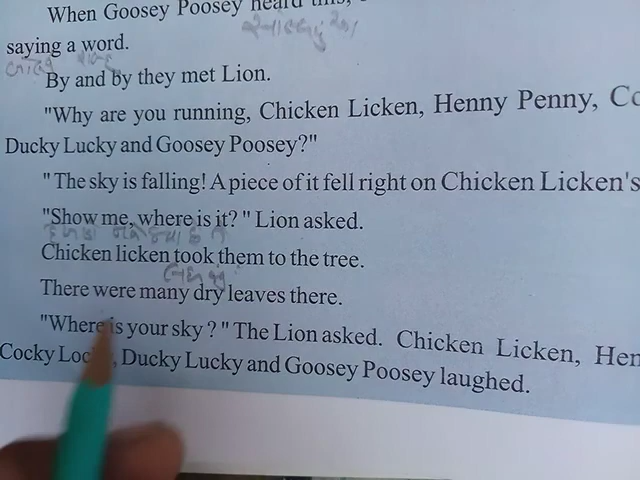 When Goosey Poosey heard this,
saying a word.
By and by they met Lion.
"Why are you running, Chicken Licken, Henny Penny,
Ducky Lucky and Goosey Poosey?"
"The sky is falling! A piece of it fell right on Chicken Licken's
"Show me, where is it?" Lion asked.
Chicken licken took them to the tree.
There were many dry leaves there.
"Where is your sky ?" The Lion asked. Chicken Licken,
Cocky Ducky Lucky and Goosey Poosey laughed.